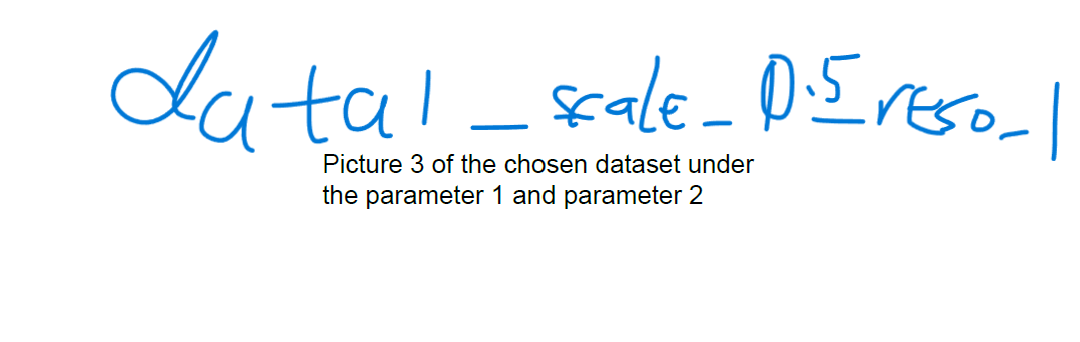 data1_scale_0.5_reso_1
Picture 3 of the chosen dataset under
the parameter 1 and parameter 2